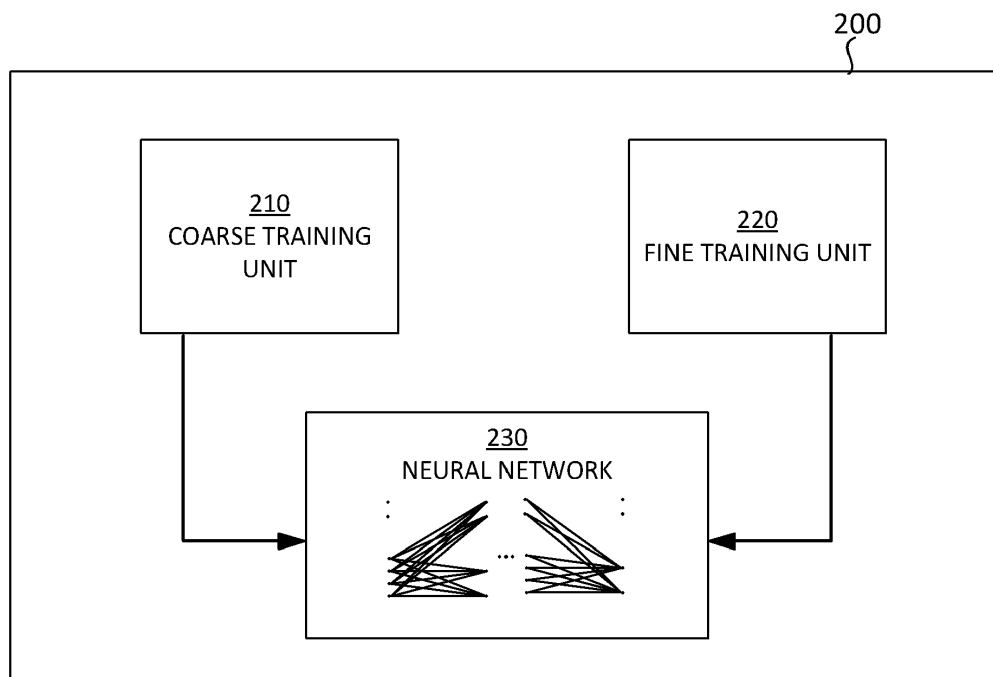 200
210
COARSE TRAINING
UNIT
220
FINE TRAINING UNIT
230
NEURAL NETWORK
...